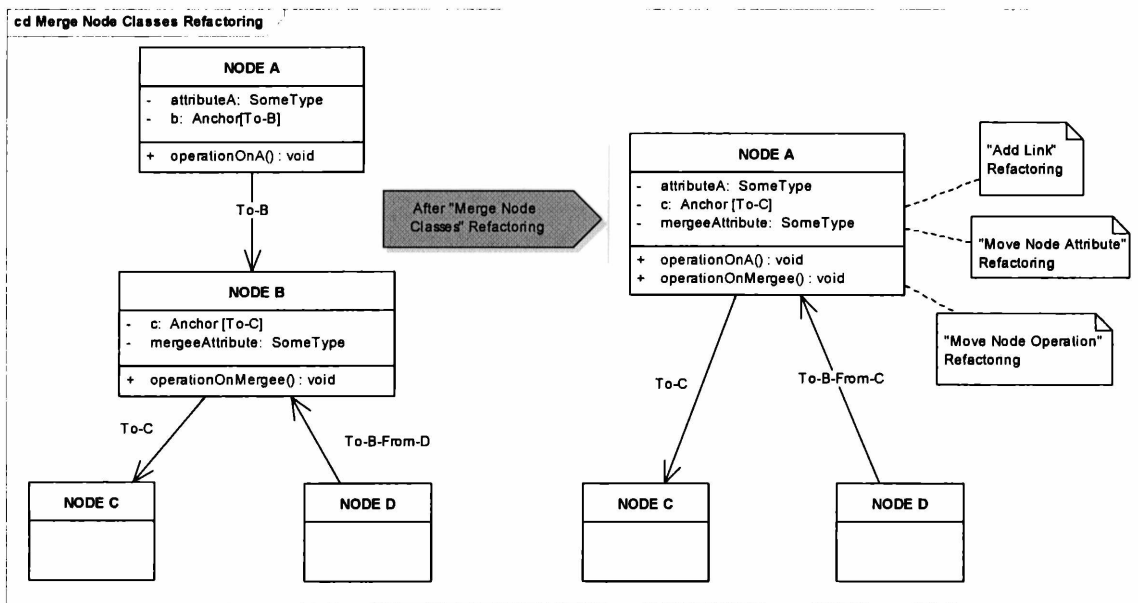 cd Merge Node Classes Refactoring
NODE A
- attributeA: SomeType
- b: Anchor[To-B]
+ operationOnA() : void
To-B
NODE B
- c: Anchor [To-C]
- mergeeAttribute: SomeType
+ operationOnMergee() : void
To-C
To-B-From-D
NODE C
NODE D
After "Merge Node
Classes" Refactoring
NODE A
- attributeA: SomeType
- c: Anchor [To-C]
- mergeeAttribute: SomeType
+ operationOnA() : void
+ operationOnMergee() : void
"Add Link"
Refactoring
"Move Node Attribute"
Refactoring
"Move Node Operation"
Refactoring
To-C
To-B-From-C
NODE C
NODE D